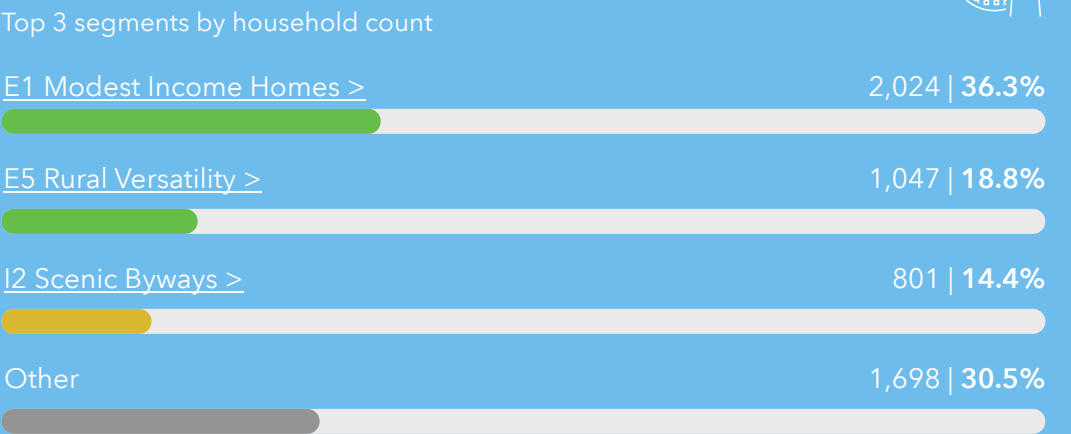 Top 3 segments by household count
E1 Modest Income Homes > 2,024 | 36.3%
E5 Rural Versatility > 1,047 | 18.8%
I2 Scenic Byways > 801 | 14.4%
Other 1,698 | 30.5%